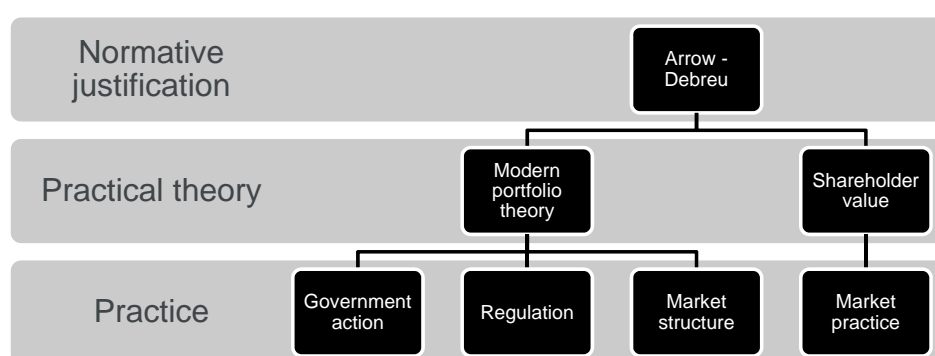 Normative
justification
Arrow -
Debreu
Practical theory
Modern
portfolio
theory
Shareholder
value
Practice
Government
action
Regulation
Market
structure
Market
practice